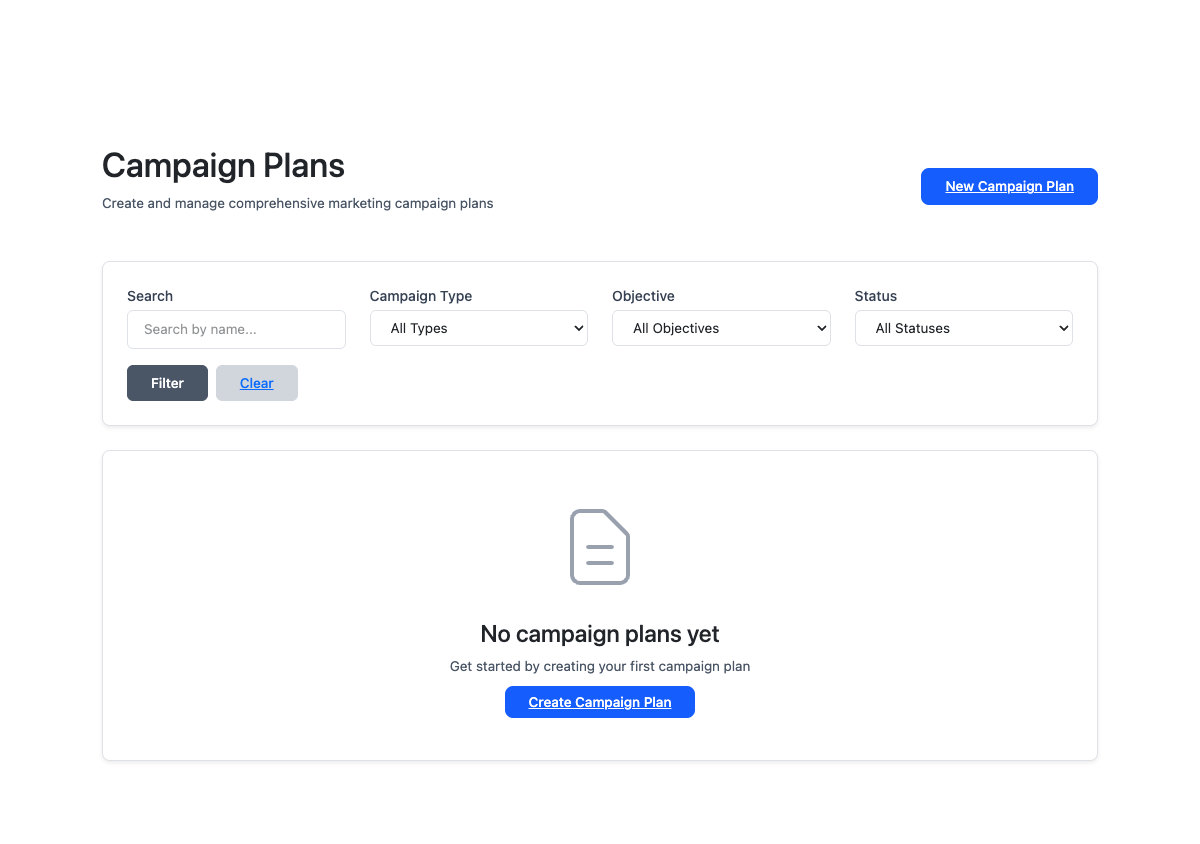 Campaign Plans
Create and manage comprehensive marketing campaign plans
New Campaign Plan
Search
Campaign Type
Objective
Status
Search by name...
All Types
All Objectives
All Statuses
Filter
Clear
No campaign plans yet
Get started by creating your first campaign plan
Create Campaign Plan